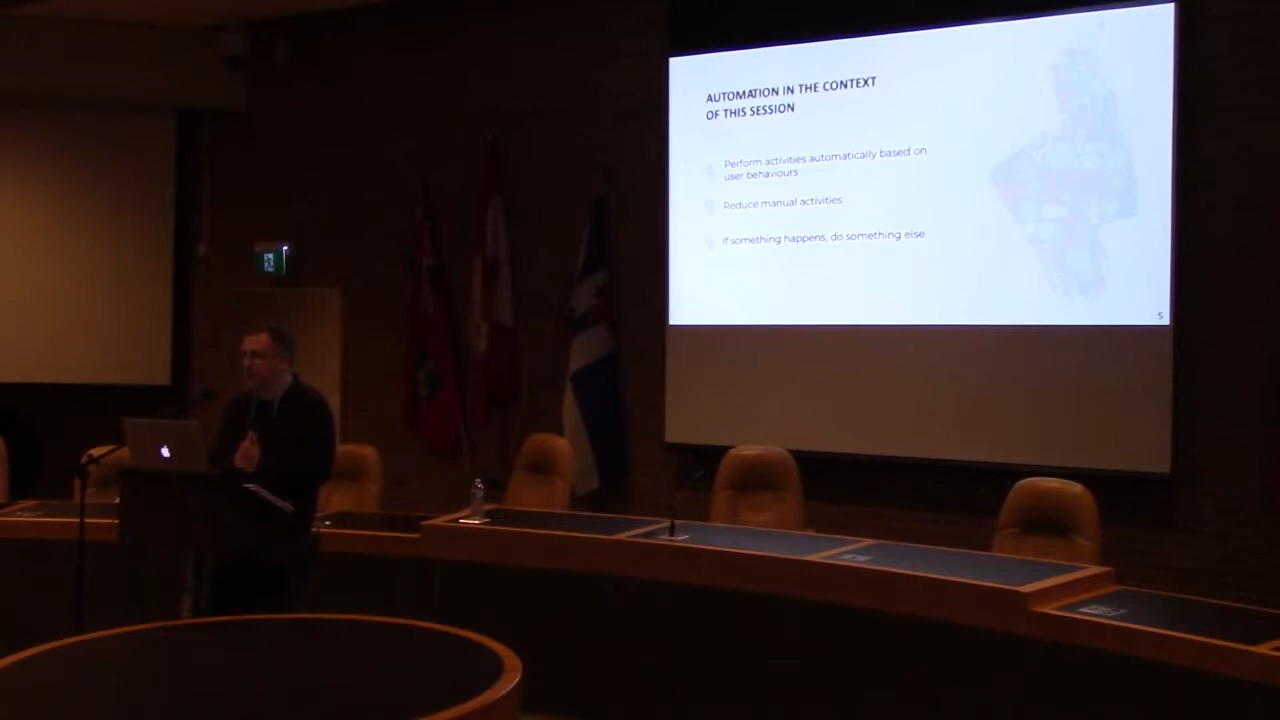 AUTOMATION IN THE CONTEXT
OF THIS SESSION
Perform activities automatically based on
user behaviours
Reduce manual activities
If something happens, do something else
5